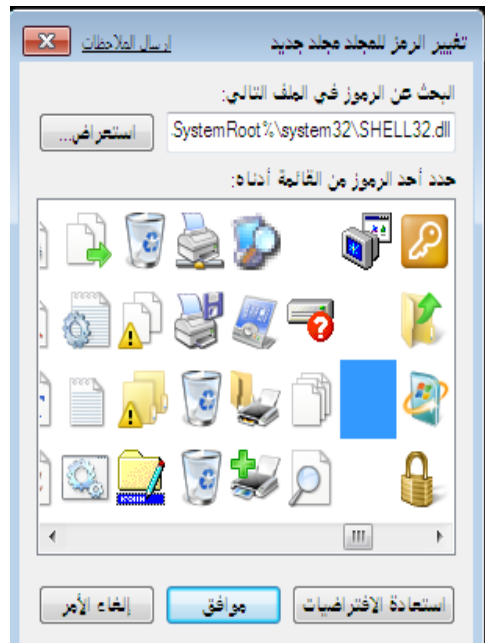 تغيير الرمز للمجلد مجلد جديد
إرسال الملاحظات
البحث عن الرموز في الملف التالي:
SystemRoot%\system32\SHELL32.dll
استعراض...
حدد أحد الرموز من القائمة أدناه:
استعادة الافتراضيات
موافق
إلغاء الأمر